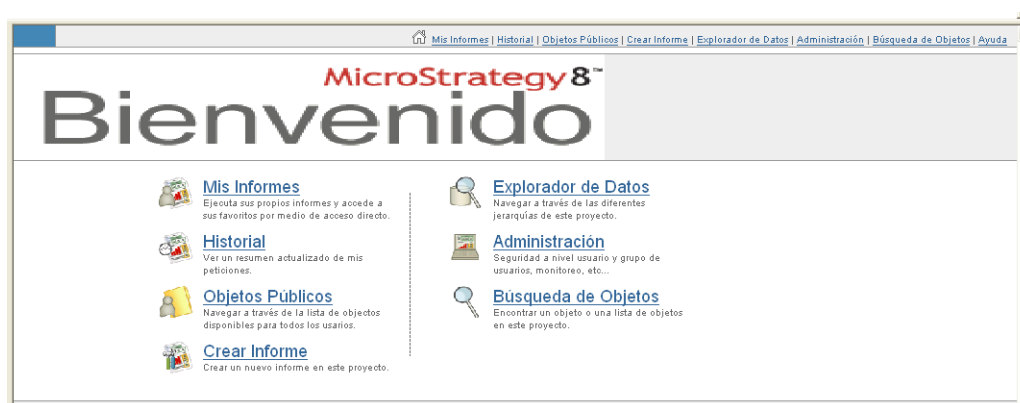 Mis Informes | Historial | Objetos Públicos | Crear Informe | Explorador de Datos | Administración | Búsqueda de Objetos | Ayuda
MicroStrategy 8™
Bienvenido
Mis Informes
Ejecuta sus propios informes y accede a
sus favoritos por medio de acceso directo.
Historial
Ver un resumen actualizado de mis
peticiones.
Objetos Públicos
Navegar a través de la lista de objectos
disponibles para todos los usarios.
Crear Informe
Crear un nuevo informe en este proyecto.
Explorador de Datos
Navegar a través de las diferentes
jerarquías de este proyecto.
Administración
Seguridad a nivel usuario y grupo de
usuarios, monitoreo, etc...
Búsqueda de Objetos
Encontrar un objeto o una lista de objetos
en este proyecto.